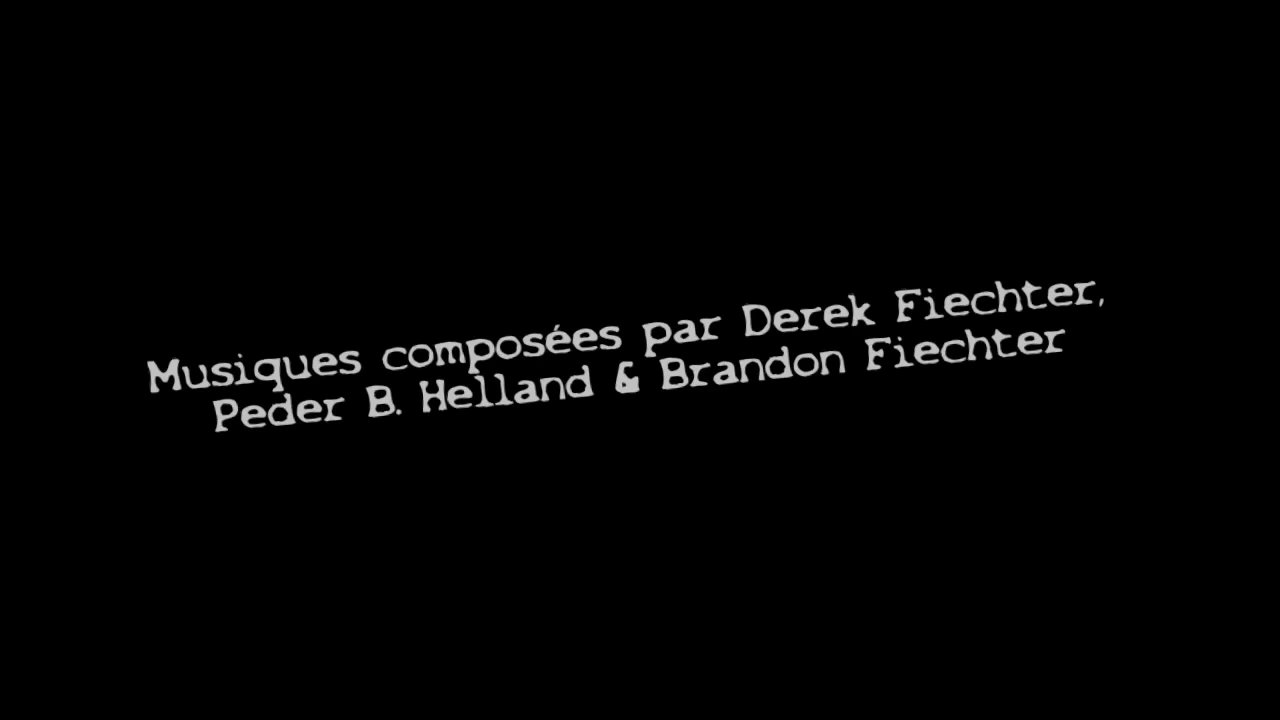 Musiques composées par Derek Fiechter,
Peder B. Helland & Brandon Fiechter